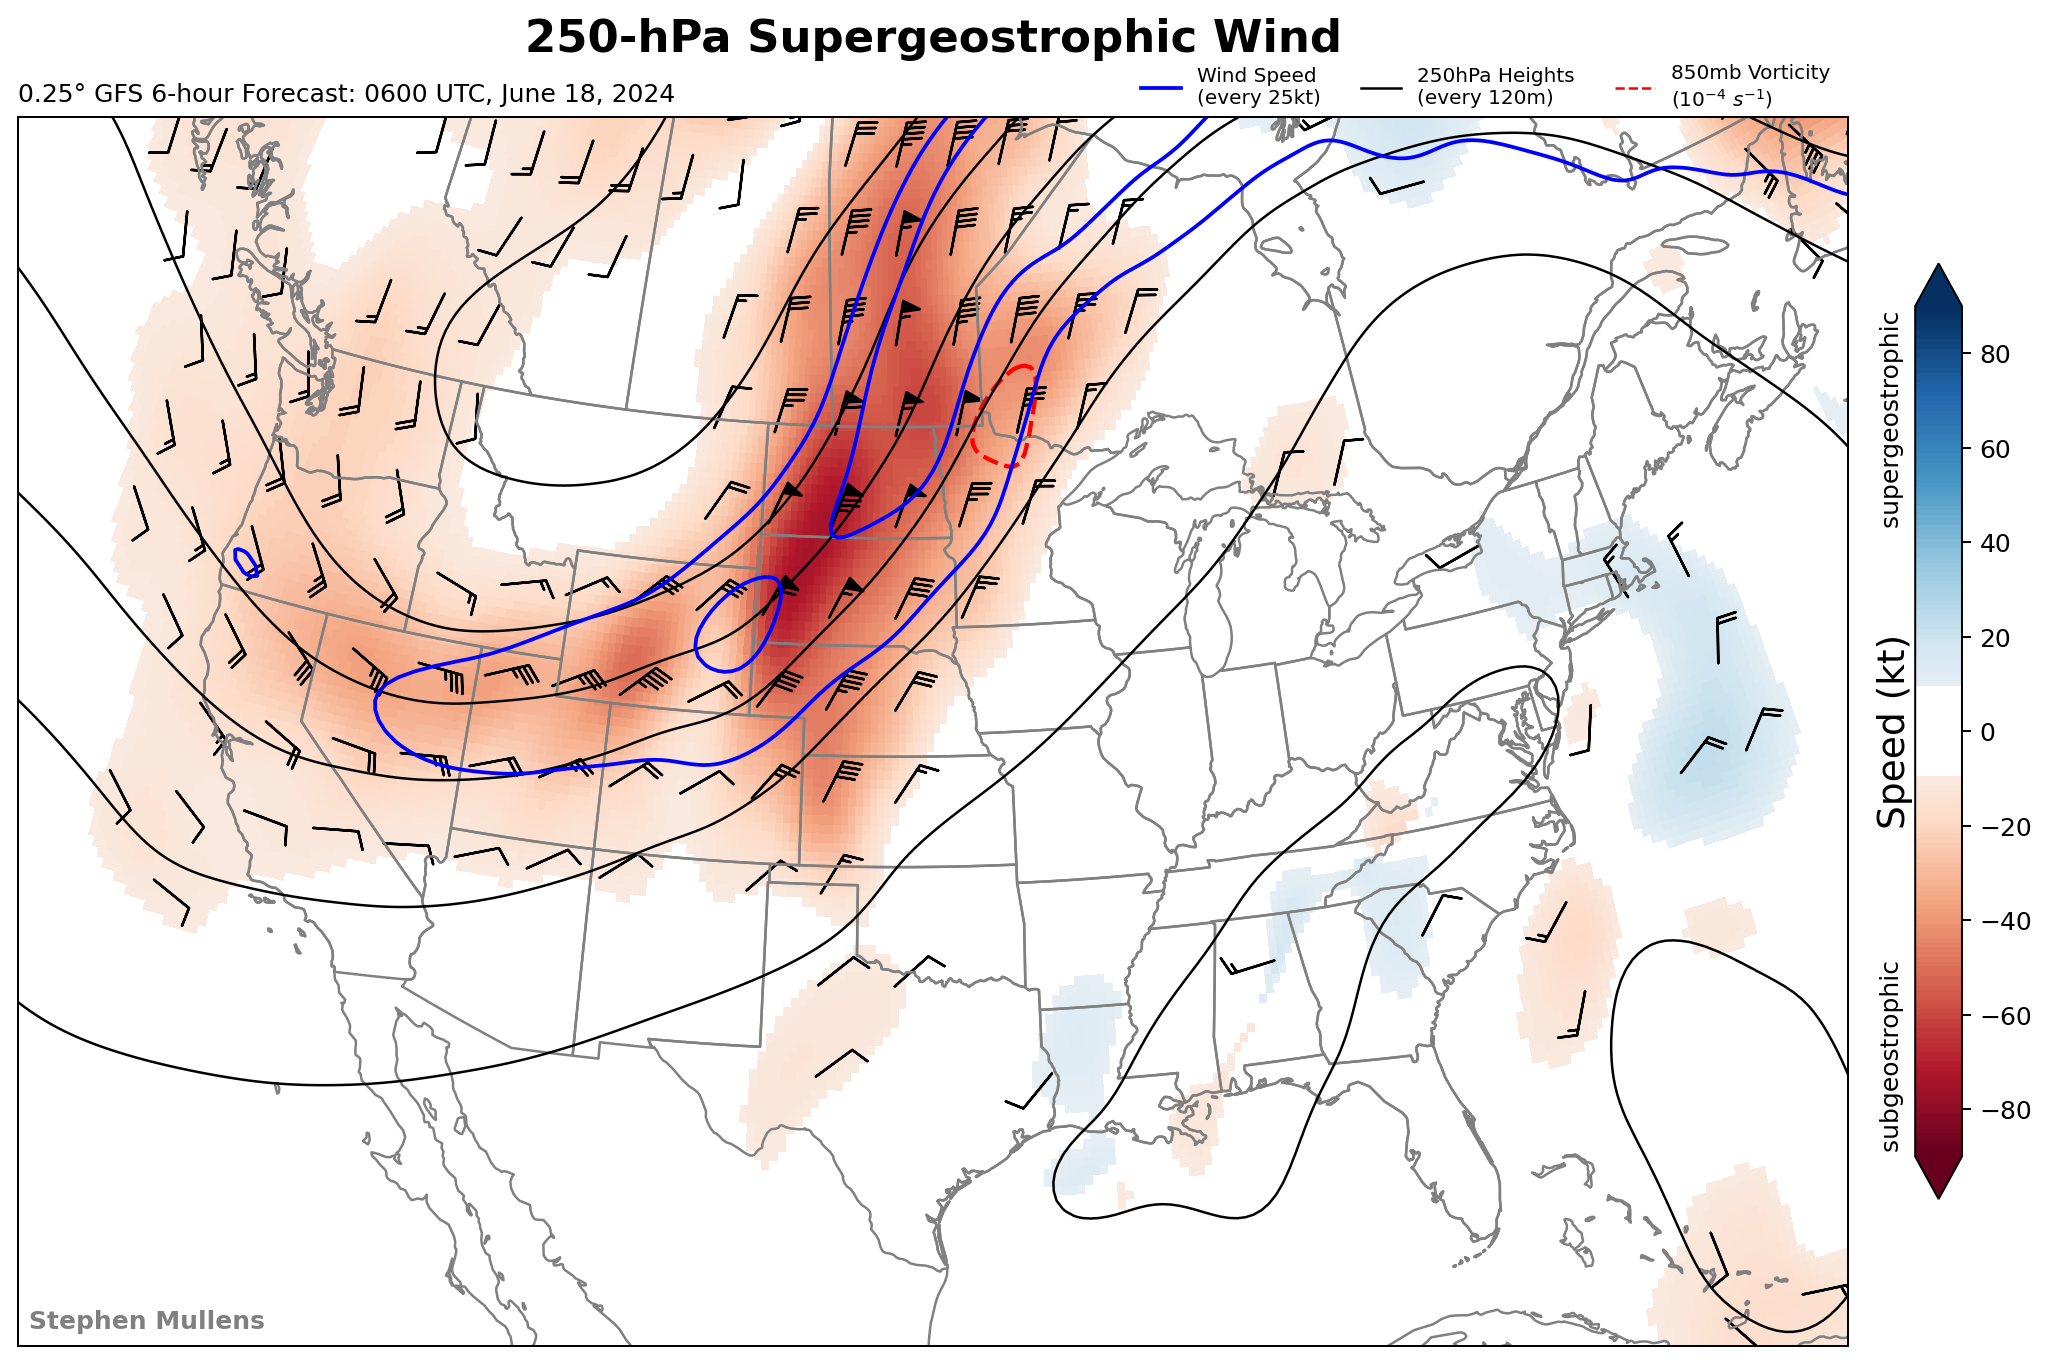 250-hPa Supergeostrophic Wind
0.25° GFS 6-hour Forecast: 0600 UTC, June 18, 2024
Wind Speed
(every 25kt)
250hPa Heights
(every 120m)
850mb Vorticity
(10⁻⁴ s⁻¹)
supergeostrophic
Speed (kt)
subgeostrophic
80
60
40
20
0
−20
−40
−60
−80
Stephen Mullens